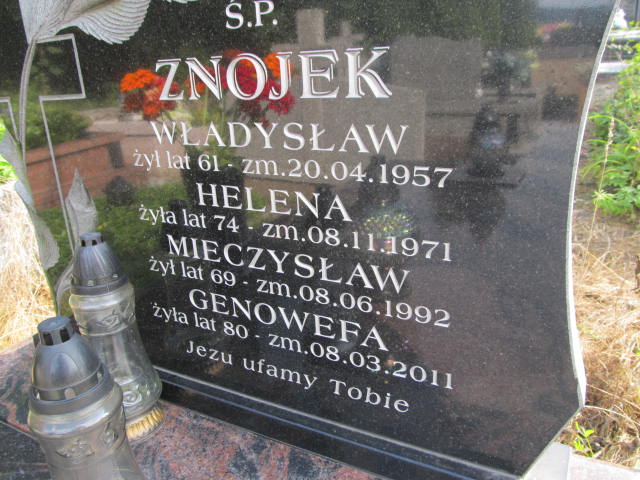 Ś.P.
ZNOJEK
WŁADYSŁAW
żył lat 61 - zm. 20.04.1957
HELENA
żyła lat 74 - zm. 08.11.1971
MIECZYSŁAW
żył lat 69 - zm. 08.06.1992
GENOWEFA
żyła lat 80 - zm. 08.03.2011
Jezu ufamy Tobie